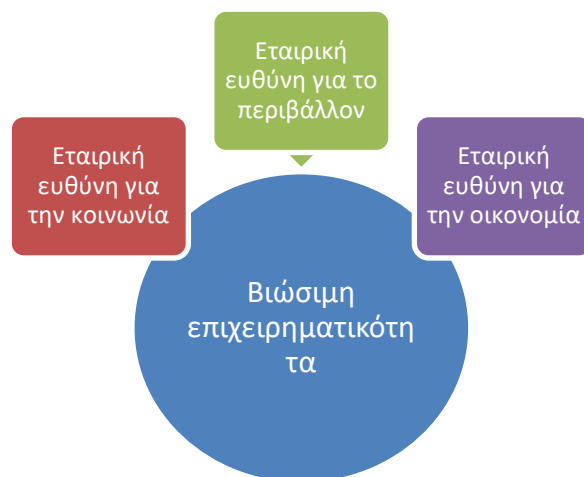 Εταιρική
ευθύνη για το
περιβάλλον
Εταιρική
ευθύνη για
την κοινωνία
Εταιρική
ευθύνη για
την οικονομία
Βιώσιμη
επιχειρηματικότη
τα